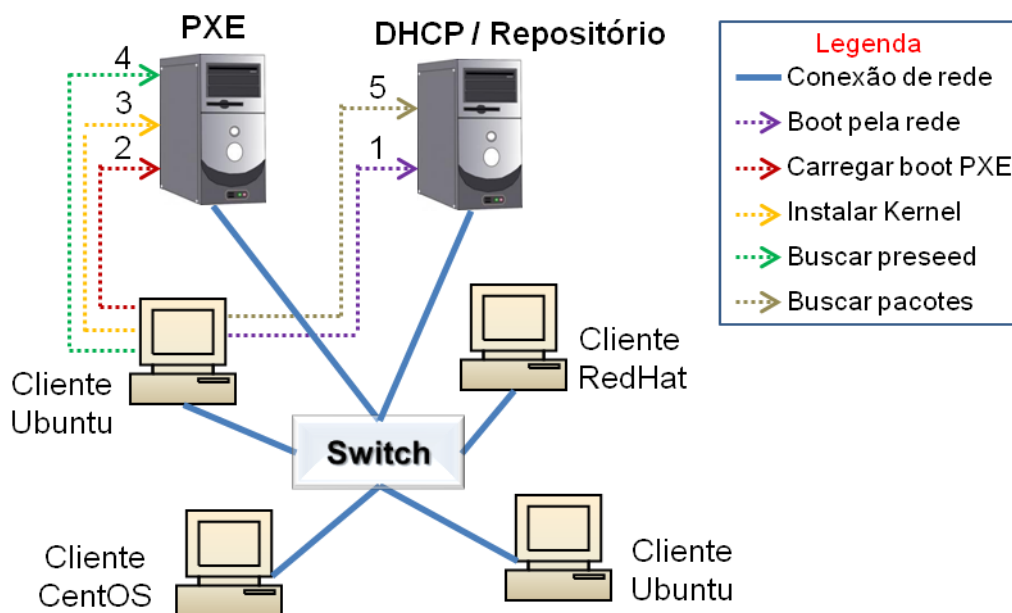 PXE
DHCP / Repositório
4
3
2
5
1
Legenda
Conexão de rede
Boot pela rede
Carregar boot PXE
Instalar Kernel
Buscar preseed
Buscar pacotes
Cliente
Ubuntu
Cliente
RedHat
Switch
Cliente
CentOS
Cliente
Ubuntu